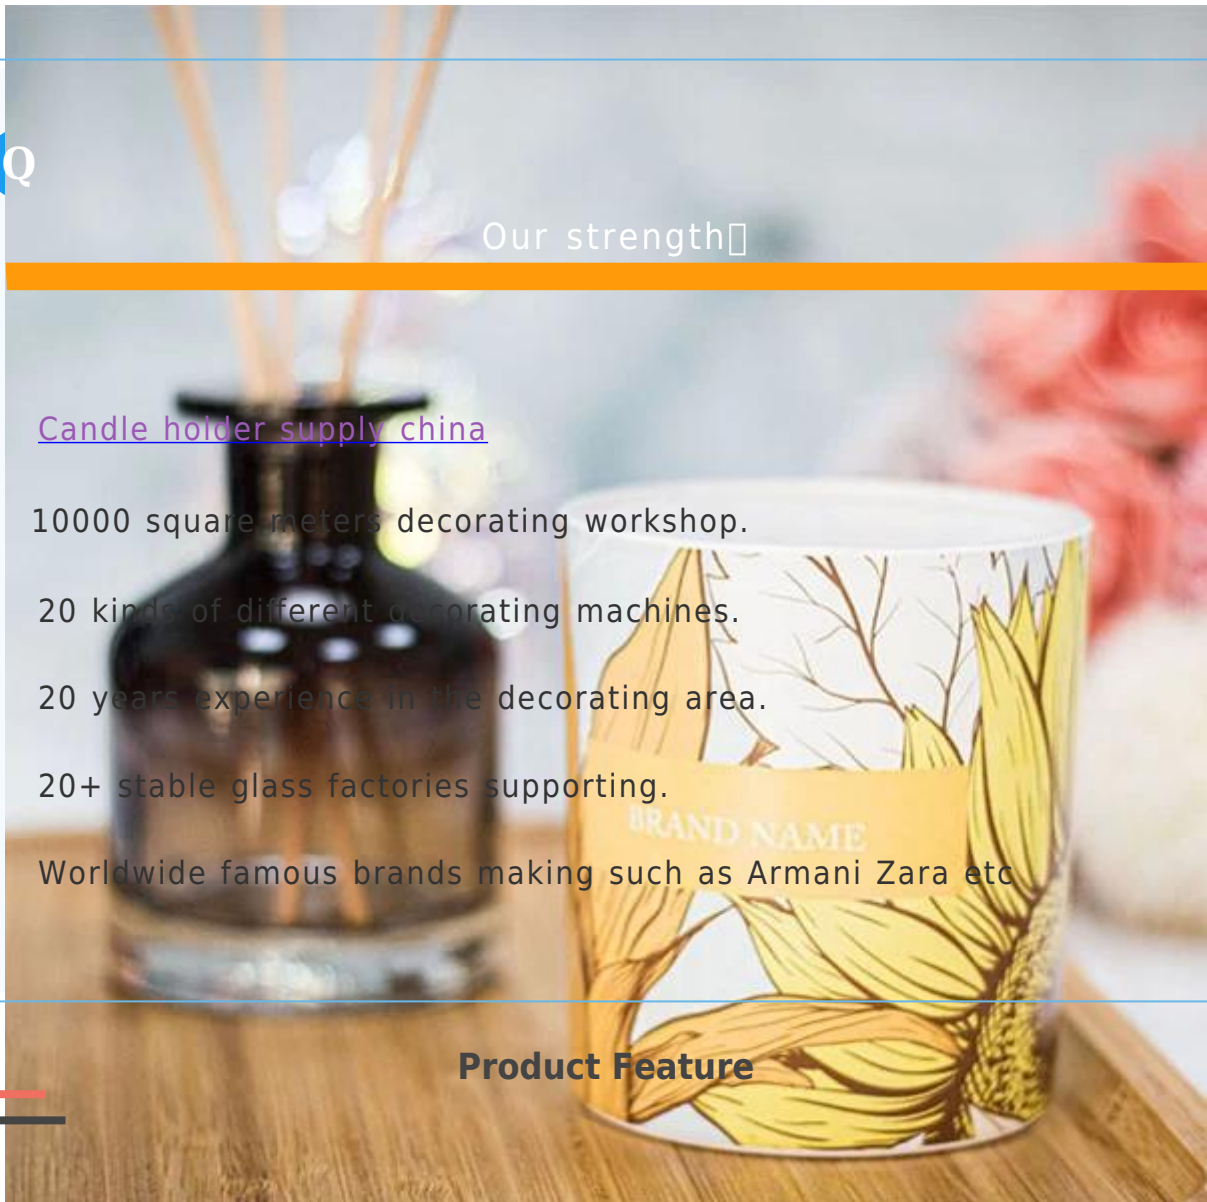 Q
Our strength
Candle holder supply china
10000 square meters decorating workshop.
20 kinds of different decorating machines.
20 years experience in the decorating area.
20+ stable glass factories supporting.
BRAND NAME
Worldwide famous brands making such as Armani Zara etc
Product Feature